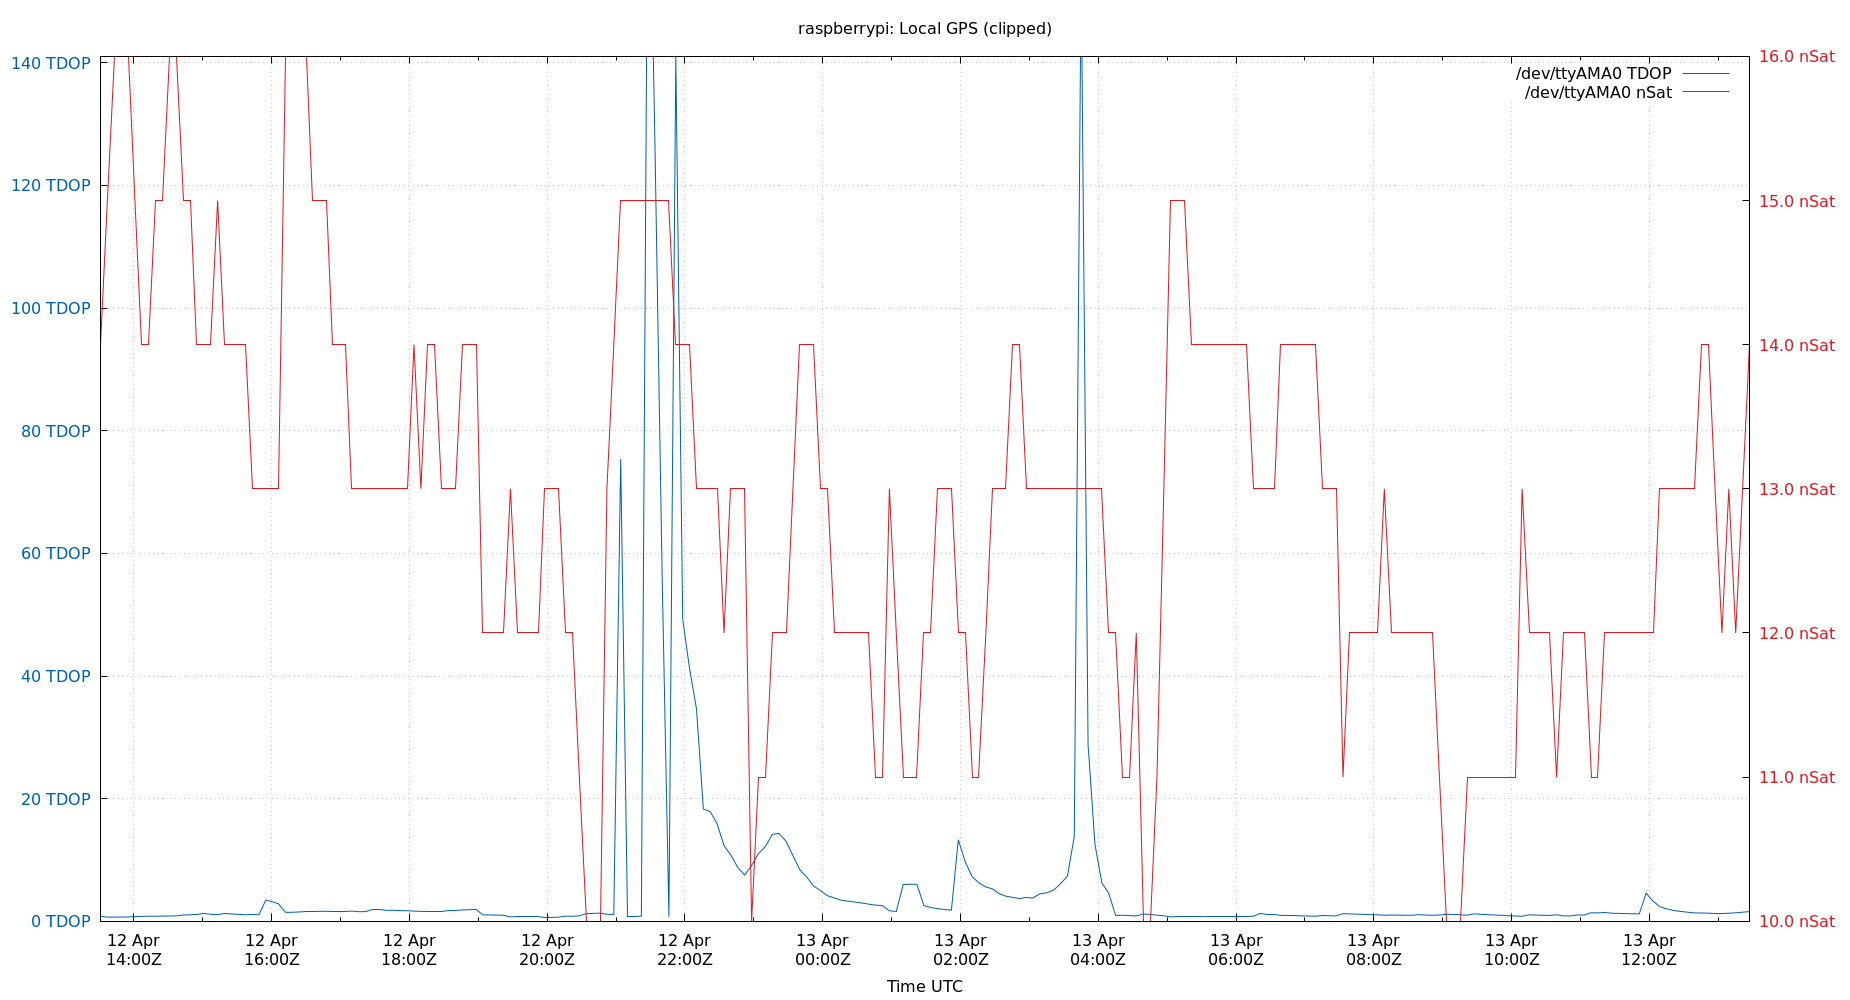 raspberrypi: Local GPS (clipped)
140 TDOP
120 TDOP
100 TDOP
80 TDOP
60 TDOP
40 TDOP
20 TDOP
0 TDOP
16.0 nSat
15.0 nSat
14.0 nSat
13.0 nSat
12.0 nSat
11.0 nSat
10.0 nSat
/dev/ttyAMA0 TDOP
/dev/ttyAMA0 nSat
12 Apr
14:00Z
12 Apr
16:00Z
12 Apr
18:00Z
12 Apr
20:00Z
12 Apr
22:00Z
13 Apr
00:00Z
13 Apr
02:00Z
13 Apr
04:00Z
13 Apr
06:00Z
13 Apr
08:00Z
13 Apr
10:00Z
13 Apr
12:00Z
Time UTC